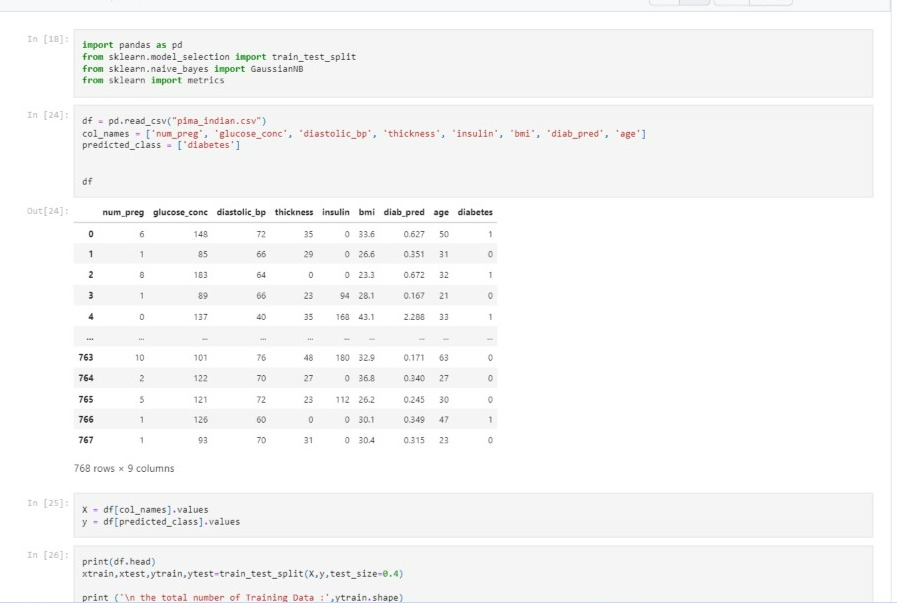 In [18]:
import pandas as pd
from sklearn.model_selection import train_test_split
from sklearn.naive_bayes import GaussianNB
from sklearn import metrics
In [24]:
df = pd.read_csv("pima_indian.csv")
col_names = ['num_preg', 'glucose_conc', 'diastolic_bp', 'thickness', 'insulin', 'bmi', 'diab_pred', 'age']
predicted_class = ['diabetes']
df
Out[24]:
num_preg glucose_conc diastolic_bp thickness insulin bmi diab_pred age diabetes
0 6 148 72 35 0 33.6 0.627 50 1
1 1 85 66 29 0 26.6 0.351 31 0
2 8 183 64 0 0 23.3 0.672 32 1
3 1 89 66 23 94 28.1 0.167 21 0
4 0 137 40 35 168 43.1 2.288 33 1
... ... ... ... ... ... ... ... ... ...
763 10 101 76 48 180 32.9 0.171 63 0
764 2 122 70 27 0 36.8 0.340 27 0
765 5 121 72 23 112 26.2 0.245 30 0
766 1 126 60 0 0 30.1 0.349 47 1
767 1 93 70 31 0 30.4 0.315 23 0
768 rows × 9 columns
In [25]:
X = df[col_names].values
y = df[predicted_class].values
In [26]:
print(df.head)
xtrain,xtest,ytrain,ytest=train_test_split(X,y,test_size=0.4)
print ('\n the total number of Training Data :',ytrain.shape)